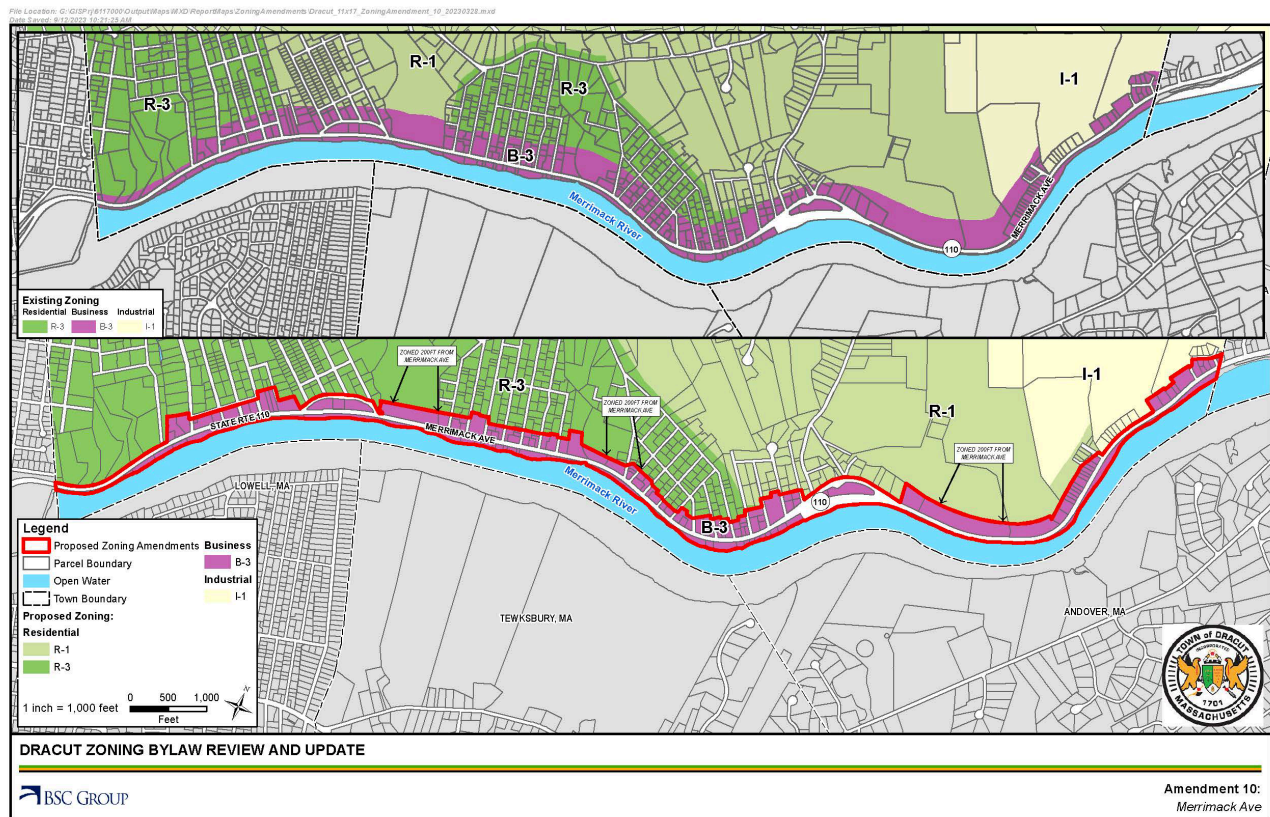 File Location: G:\GISPrj\6117000\Output\Maps\MXD\ReportMaps\ZoningAmendments\Dracut_11x17_ZoningAmendment_10_20230328.mxd
Date Saved: 9/12/2023 10:21:25 AM
R-1
R-3
R-3
I-1
B-3
Merrimack River
MERRIMACK AVE
110
Existing Zoning
Residential Business Industrial
R-3 B-3 I-1
ZONED 200FT FROM
MERRIMACK AVE
R-3
I-1
ZONED 200FT FROM
MERRIMACK AVE
R-1
STATE RTE 110
MERRIMACK AVE
ZONED 200FT FROM
MERRIMACK AVE
LOWELL, MA
Merrimack River
110
B-3
Legend
Proposed Zoning Amendments
Parcel Boundary
Open Water
Town Boundary
Proposed Zoning:
Residential
R-1
R-3
Business
B-3
Industrial
I-1
1 inch = 1,000 feet
0 500 1,000
Feet
N
TEWKSBURY, MA
ANDOVER, MA
TOWN of DRACUT
INCORPORATED
1701
MASSACHUSETTS
DRACUT ZONING BYLAW REVIEW AND UPDATE
BSC GROUP
Amendment 10:
Merrimack Ave